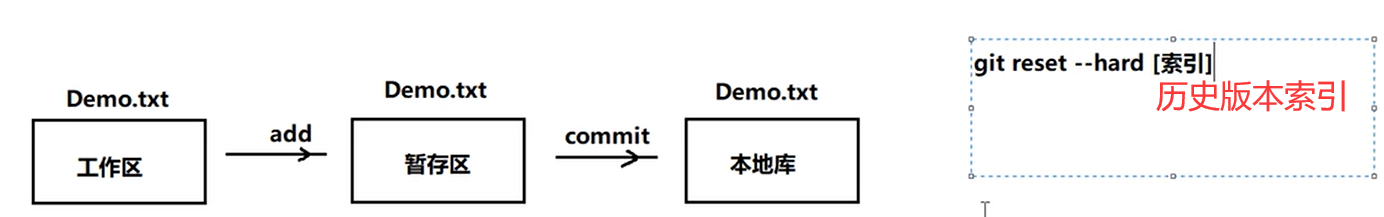 Demo.txt
工作区
add
Demo.txt
暂存区
commit
Demo.txt
本地库
git reset --hard [索引]
历史版本索引